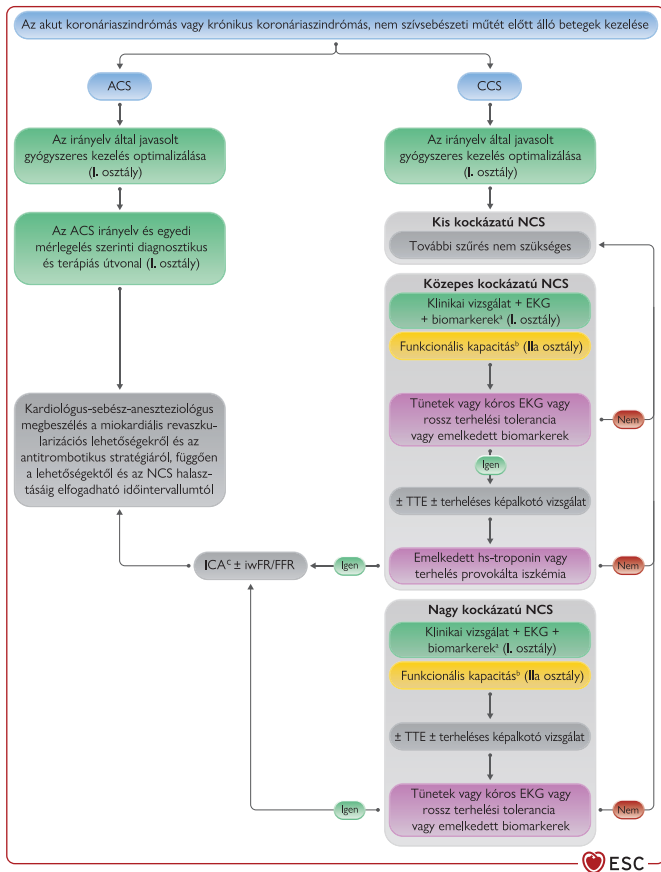 Az akut koronáriaszindrómás vagy krónikus koronáriaszindrómás, nem szívsebészeti műtét előtt álló betegek kezelése
ACS
CCS
Az irányelv által javasolt
gyógyszeres kezelés optimalizálása
(I. osztály)
Az irányelv által javasolt
gyógyszeres kezelés optimalizálása
(I. osztály)
Az ACS irányelv és egyedi
mérlegelés szerinti diagnosztikus
és terápiás útvonal (I. osztály)
Kis kockázatú NCS
További szűrés nem szükséges
Közepes kockázatú NCS
Klinikai vizsgálat + EKG
+ biomarkerekᵃ (I. osztály)
Funkcionális kapacitásᵇ (IIa osztály)
Kardiológus-sebész-aneszteziológus
megbeszélés a miokardiális revaszku-
larizációs lehetőségekről és az
antitrombotikus stratégiáról, függően
a lehetőségektől és az NCS halasz-
tásáig elfogadható időintervallumtól
Tünetek vagy kóros EKG vagy
rossz terhelési tolerancia
vagy emelkedett biomarkerek
Nem
Igen
± TTE ± terheléses képalkotó vizsgálat
ICAᶜ ± iwFR/FFR
Igen
Emelkedett hs-troponin vagy
terhelés provokálta iszkémia
Nem
Nagy kockázatú NCS
Klinikai vizsgálat + EKG +
biomarkerekᵃ (I. osztály)
Funkcionális kapacitásᵇ (IIa osztály)
± TTE ± terheléses képalkotó vizsgálat
Igen
Tünetek vagy kóros EKG vagy
rossz terhelési tolerancia
vagy emelkedett biomarkerek
Nem
ESC